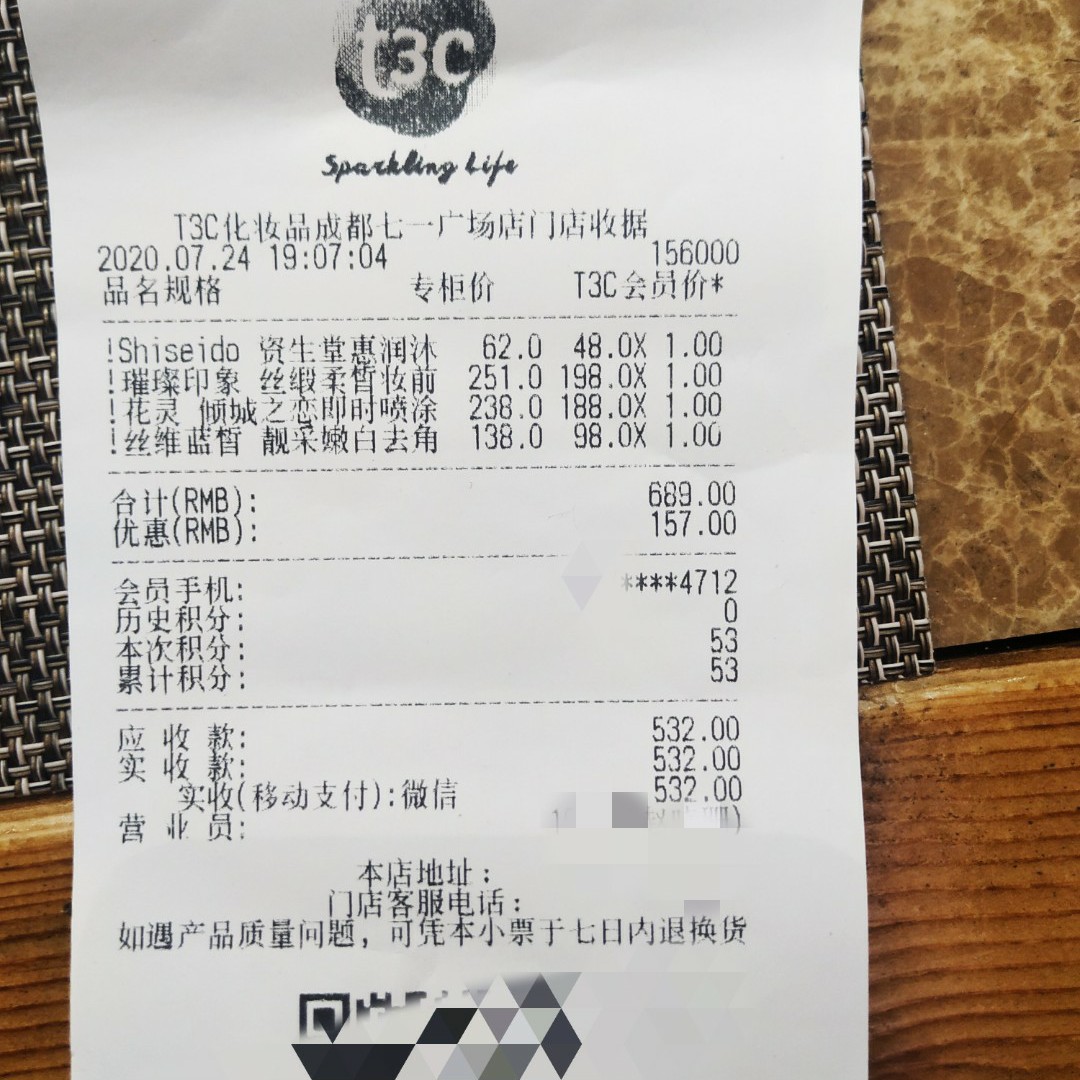 t3C
Sparkling Life
T3C化妆品成都七一广场店门店收据
2020.07.24 19:07:04 156000
品名规格 专柜价 T3C会员价*
!Shiseido 资生堂惠润沐 62.0 48.0X 1.00
!璀璨印象 丝缎柔皙妆前 251.0 198.0X 1.00
!花灵 倾城之恋即时喷涂 238.0 188.0X 1.00
!丝维蓝皙 靓采嫩白去角 138.0 98.0X 1.00
合计(RMB): 689.00
优惠(RMB): 157.00
会员手机: ****4712
历史积分: 0
本次积分: 53
累计积分: 53
应 收 款: 532.00
实 收 款: 532.00
实收(移动支付):微信 532.00
营 业 员:
本店地址:
门店客服电话:
如遇产品质量问题, 可凭本小票于七日内退换货